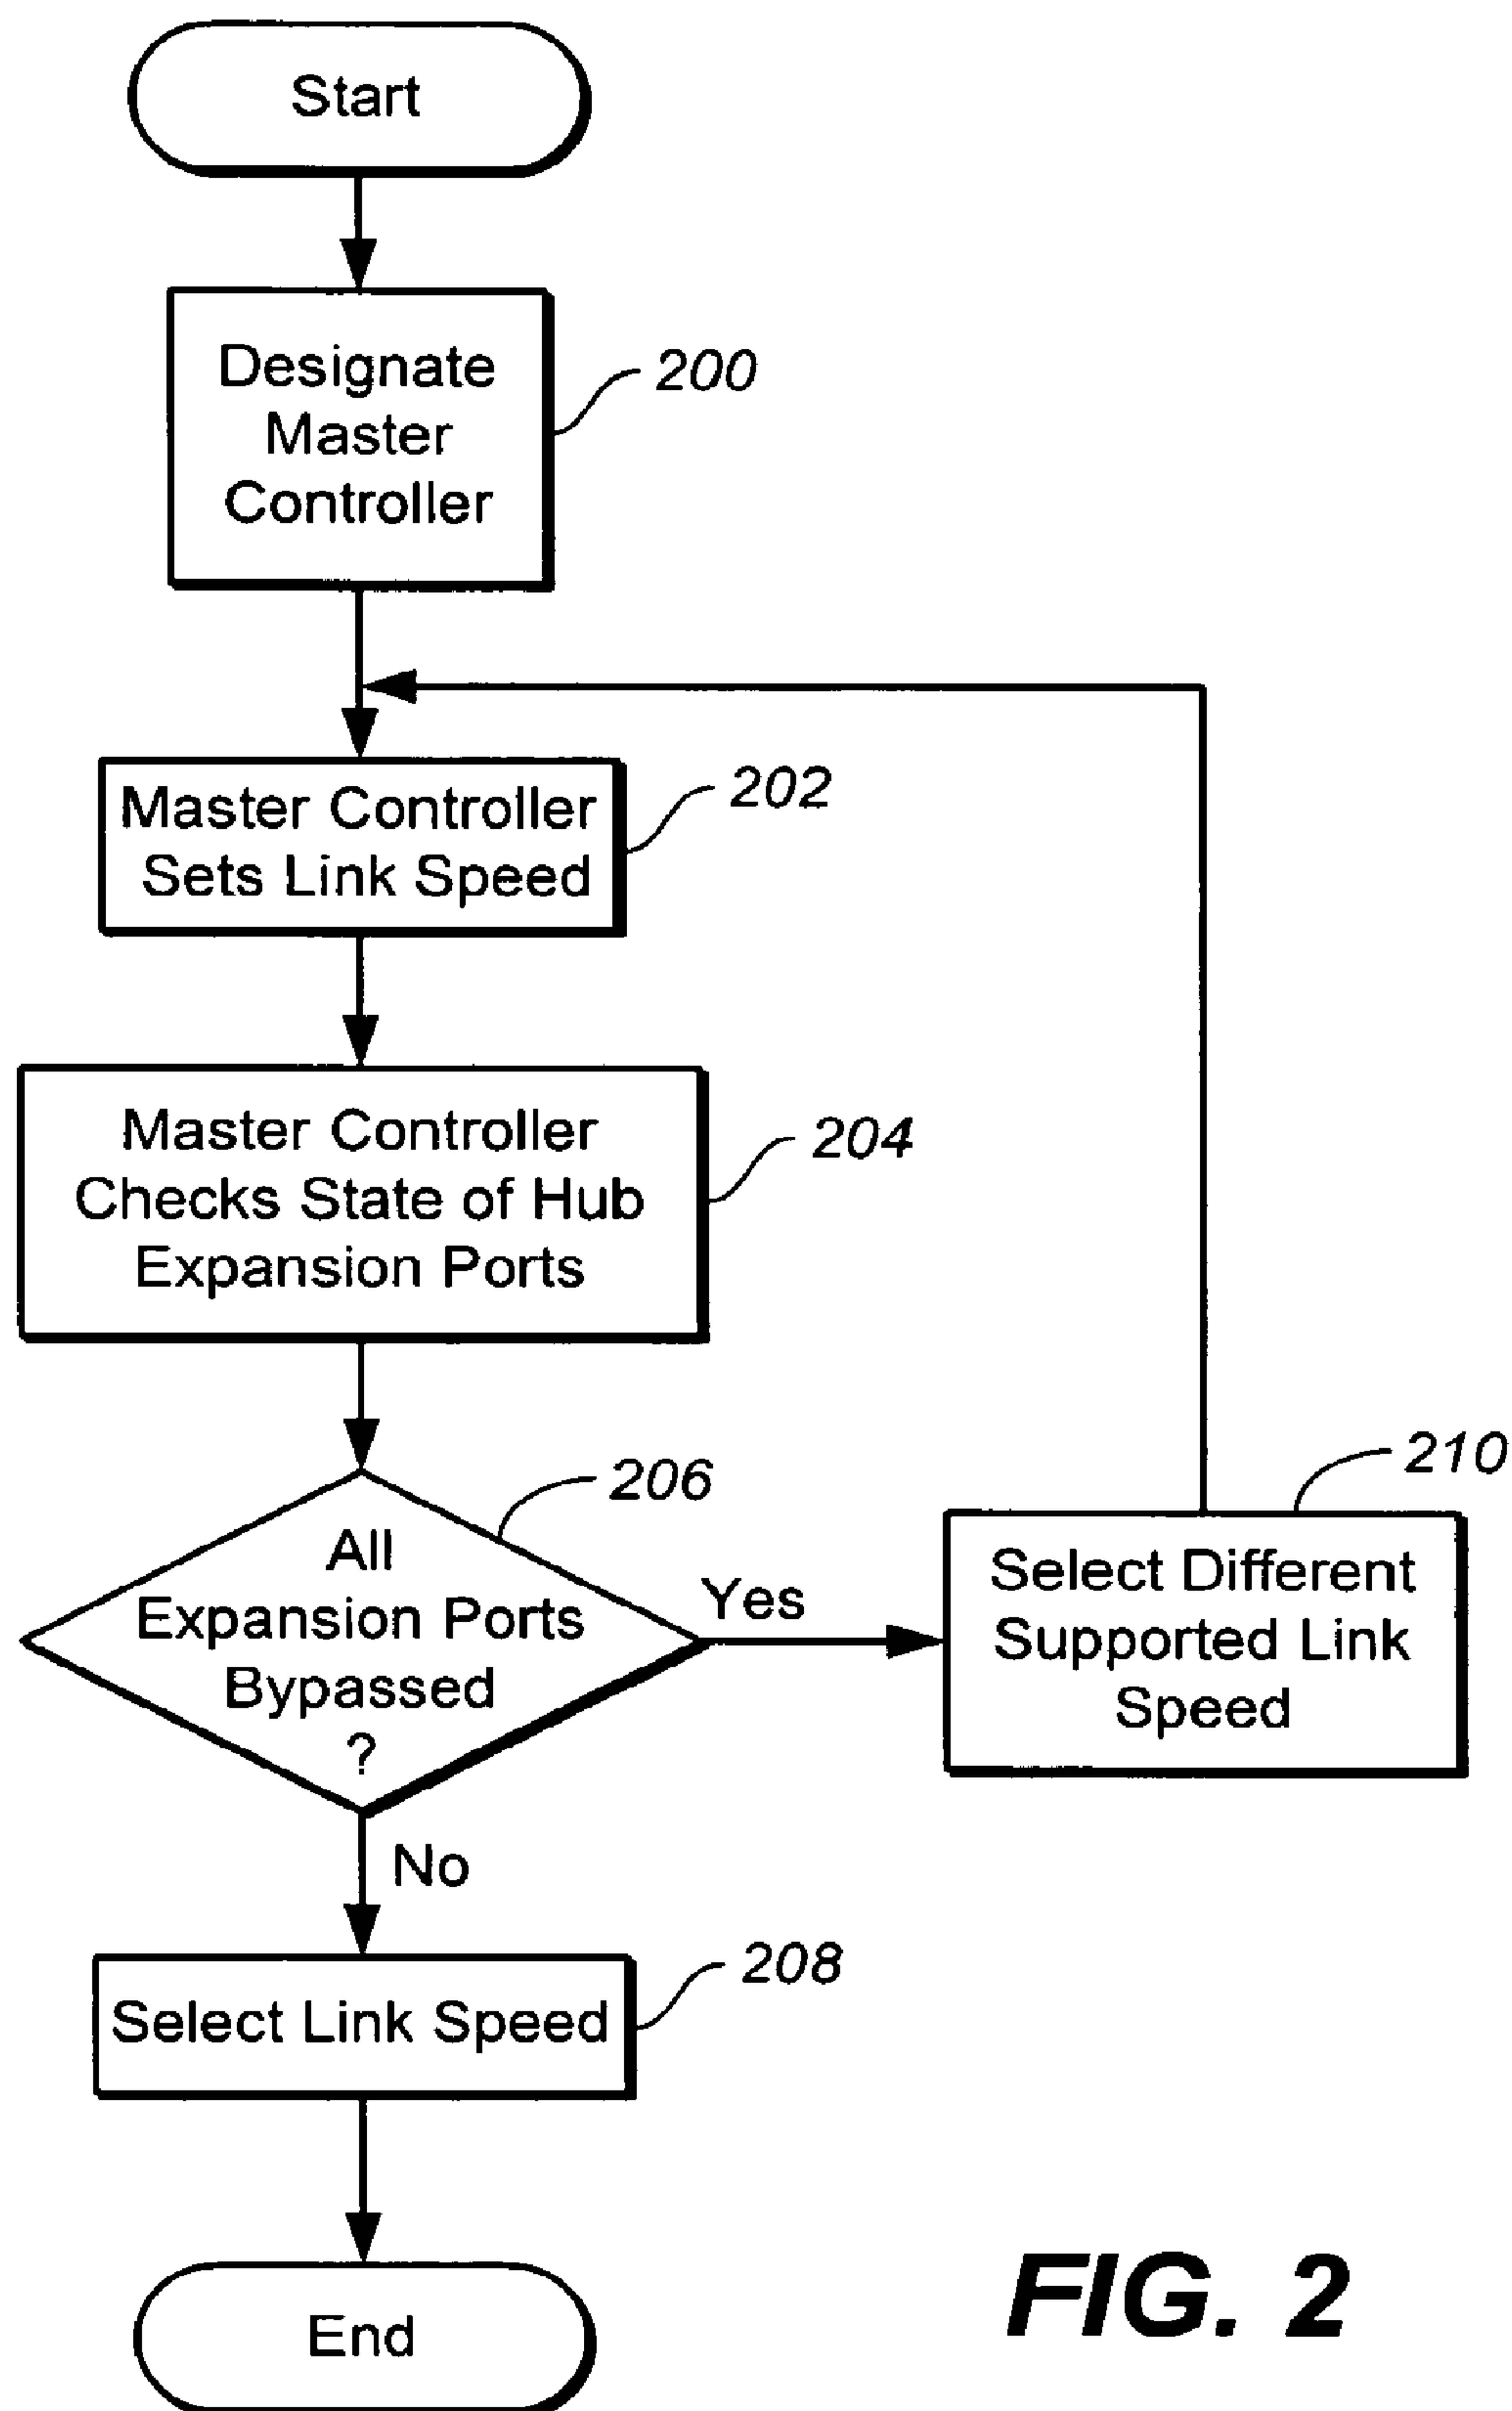 Start
Designate
Master
Controller
200
Master Controller
Sets Link Speed
202
Master Controller
Checks State of Hub
Expansion Ports
204
All
Expansion Ports
Bypassed
?
206
Yes
Select Different
Supported Link
Speed
210
No
Select Link Speed
208
End
FIG. 2